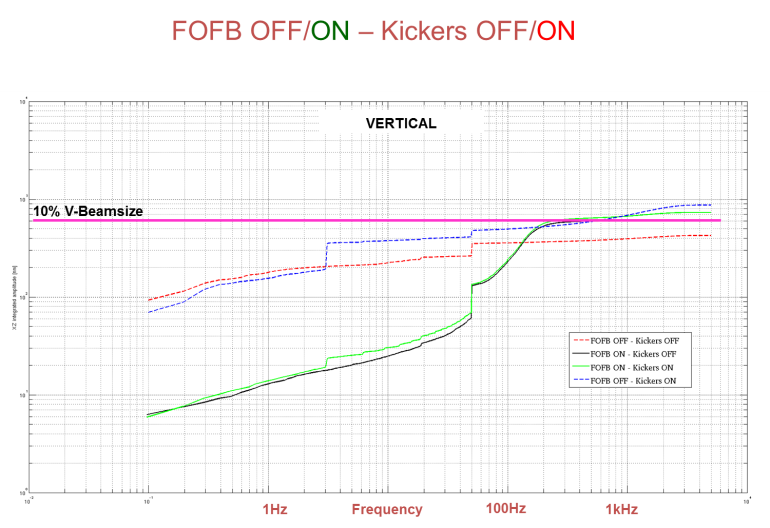 FOFB OFF/ON – Kickers OFF/ON
VERTICAL
10% V-Beamsize
FOFB OFF - Kickers OFF
FOFB ON - Kickers OFF
FOFB ON - Kickers ON
FOFB OFF - Kickers ON
1Hz Frequency 100Hz 1kHz